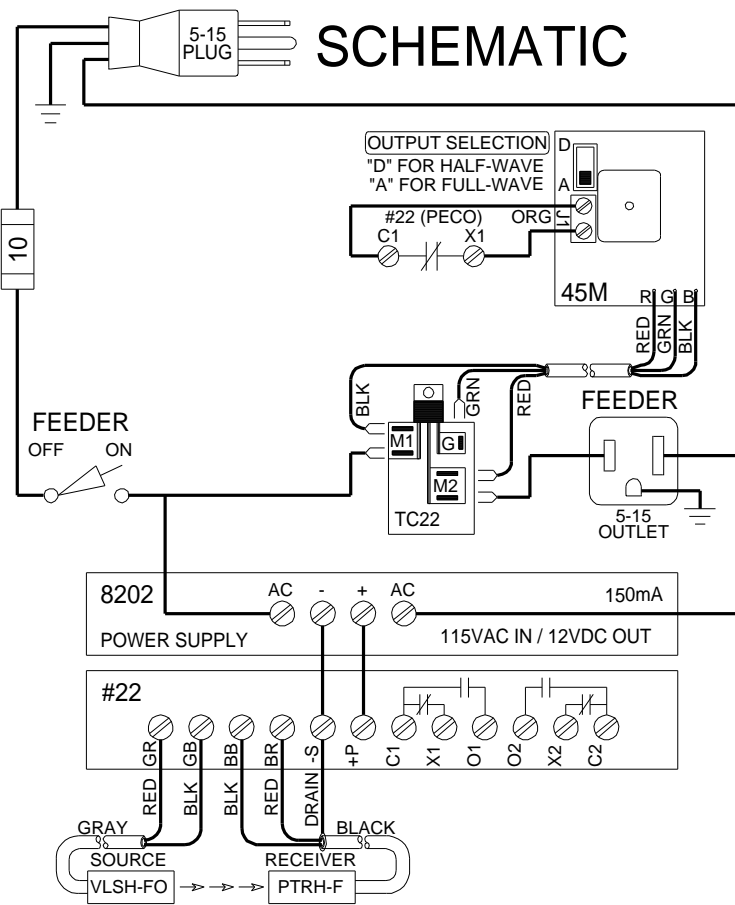 5-15
PLUG
SCHEMATIC
OUTPUT SELECTION
"D" FOR HALF-WAVE
"A" FOR FULL-WAVE
D
A
#22 (PECO)
ORG
J1
C1
X1
10
45M
R
G
B
RED
GRN
BLK
BLK
GRN
RED
FEEDER
OFF
ON
M1
G
M2
TC22
FEEDER
5-15
OUTLET
8202
AC
-
+
AC
150mA
POWER SUPPLY
115VAC IN / 12VDC OUT
#22
GR
GB
BB
BR
-S
+P
C1
X1
O1
O2
X2
C2
RED
BLK
BLK
RED
DRAIN
GRAY
BLACK
SOURCE
RECEIVER
VLSH-FO
PTRH-F